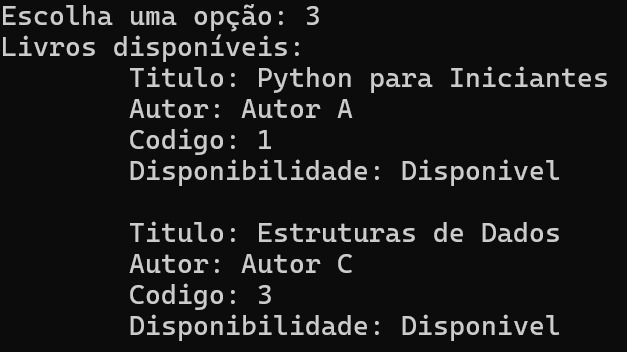 Escolha uma opção: 3
Livros disponíveis:
Titulo: Python para Iniciantes
Autor: Autor A
Codigo: 1
Disponibilidade: Disponivel
Titulo: Estruturas de Dados
Autor: Autor C
Codigo: 3
Disponibilidade: Disponivel